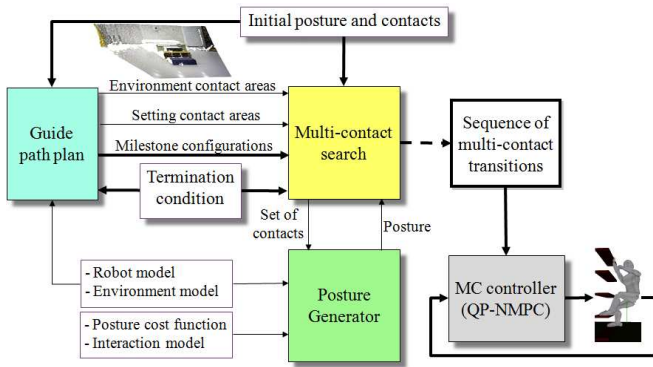 Initial posture and contacts
Environment contact areas
Setting contact areas
Milestone configurations
Guide
path plan
Multi-contact
search
Sequence of
multi-contact
transitions
Termination
condition
Set of
contacts
Posture
- Robot model
- Environment model
- Posture cost function
- Interaction model
Posture
Generator
MC controller
(QP-NMPC)